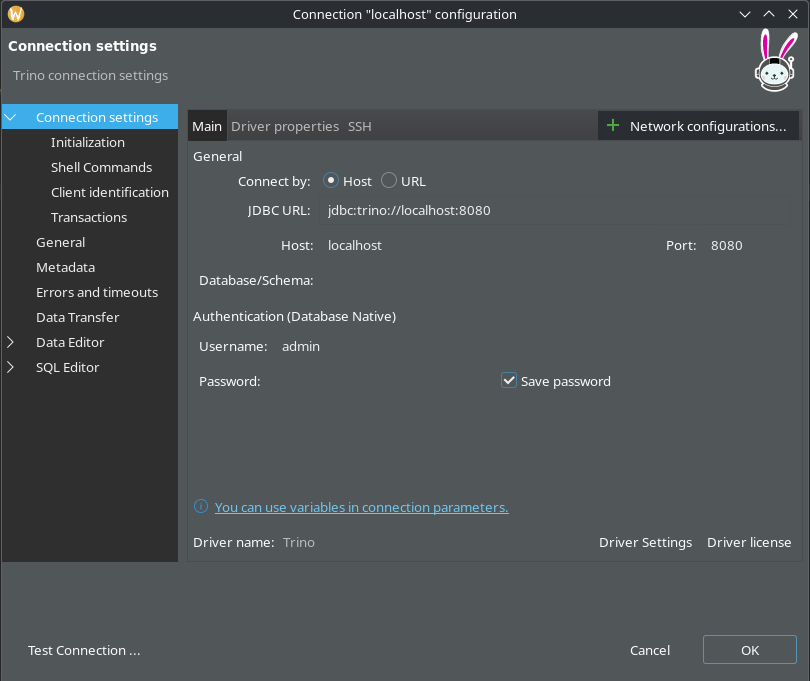 W
Connection "localhost" configuration
Connection settings
Trino connection settings
Connection settings
Initialization
Shell Commands
Client identification
Transactions
General
Metadata
Errors and timeouts
Data Transfer
Data Editor
SQL Editor
Main Driver properties SSH
Network configurations...
General
Connect by: Host URL
JDBC URL: jdbc:trino://localhost:8080
Host: localhost Port: 8080
Database/Schema:
Authentication (Database Native)
Username: admin
Password: Save password
You can use variables in connection parameters.
Driver name: Trino Driver Settings Driver license
Test Connection ... Cancel OK